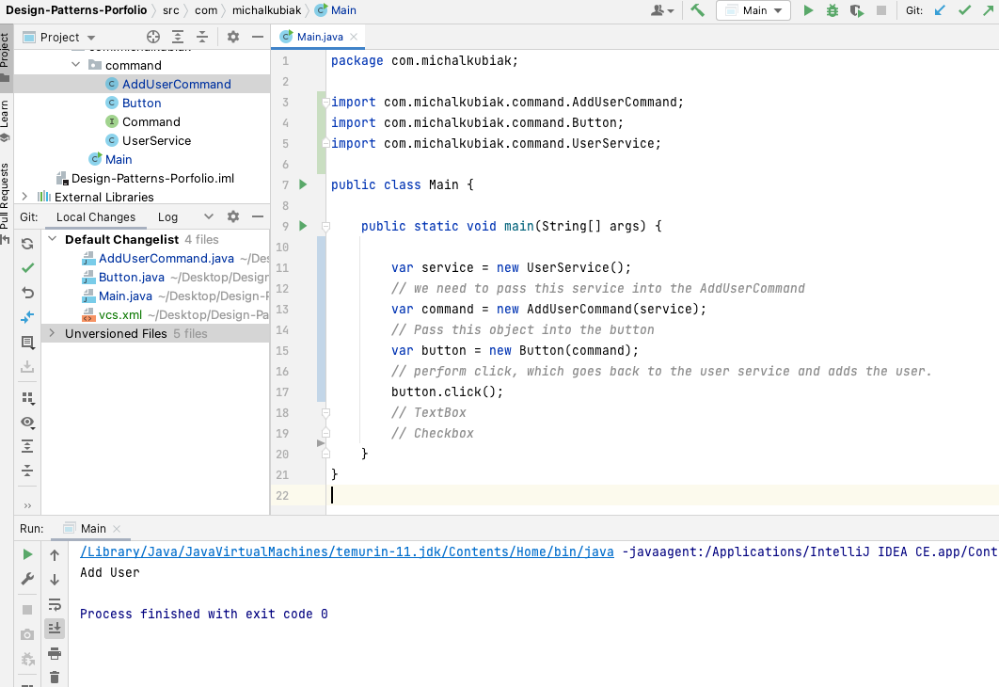 Design-Patterns-Porfolio > src > com > michalkubiak > Main
Main
Git:
Project
Project
Learn
Pull Requests
command
AddUserCommand
Button
Command
UserService
Main
Design-Patterns-Porfolio.iml
External Libraries
Git: Local Changes Log
Default Changelist 4 files
AddUserCommand.java ~/Des
Button.java ~/Desktop/Design
Main.java ~/Desktop/Design-P
vcs.xml ~/Desktop/Design-Pa
Unversioned Files 5 files
Main.java
1 package com.michalkubiak;
2
3 import com.michalkubiak.command.AddUserCommand;
4 import com.michalkubiak.command.Button;
5 import com.michalkubiak.command.UserService;
6
7 public class Main {
8
9 public static void main(String[] args) {
10
11 var service = new UserService();
12 // we need to pass this service into the AddUserCommand
13 var command = new AddUserCommand(service);
14 // Pass this object into the button
15 var button = new Button(command);
16 // perform click, which goes back to the user service and adds the user.
17 button.click();
18 // TextBox
19 // Checkbox
20 }
21 }
22
Run: Main
/Library/Java/JavaVirtualMachines/temurin-11.jdk/Contents/Home/bin/java -javaagent:/Applications/IntelliJ IDEA CE.app/Cont
Add User
Process finished with exit code 0